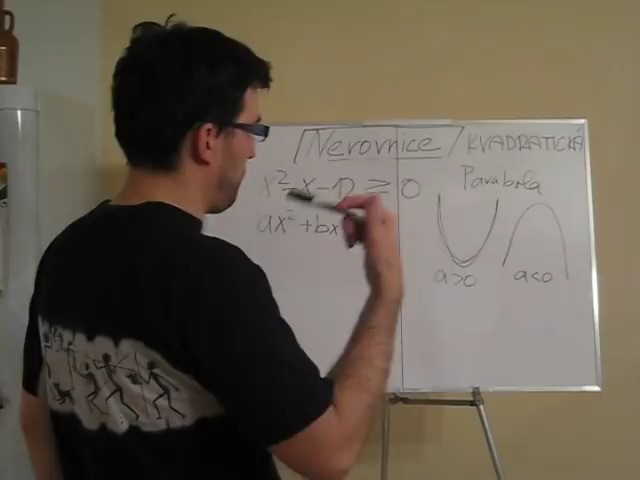 Nerovnice / KVADRATICKÁ
x² - x - 12 ≥ 0
ax² + bx
Parabola
a>0
a<0